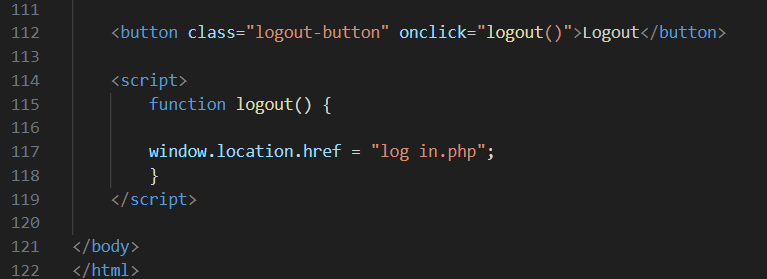 111
112 <button class="logout-button" onclick="logout()">Logout</button>
113
114 <script>
115 function logout() {
116
117 window.location.href = "log in.php";
118 }
119 </script>
120
121 </body>
122 </html>